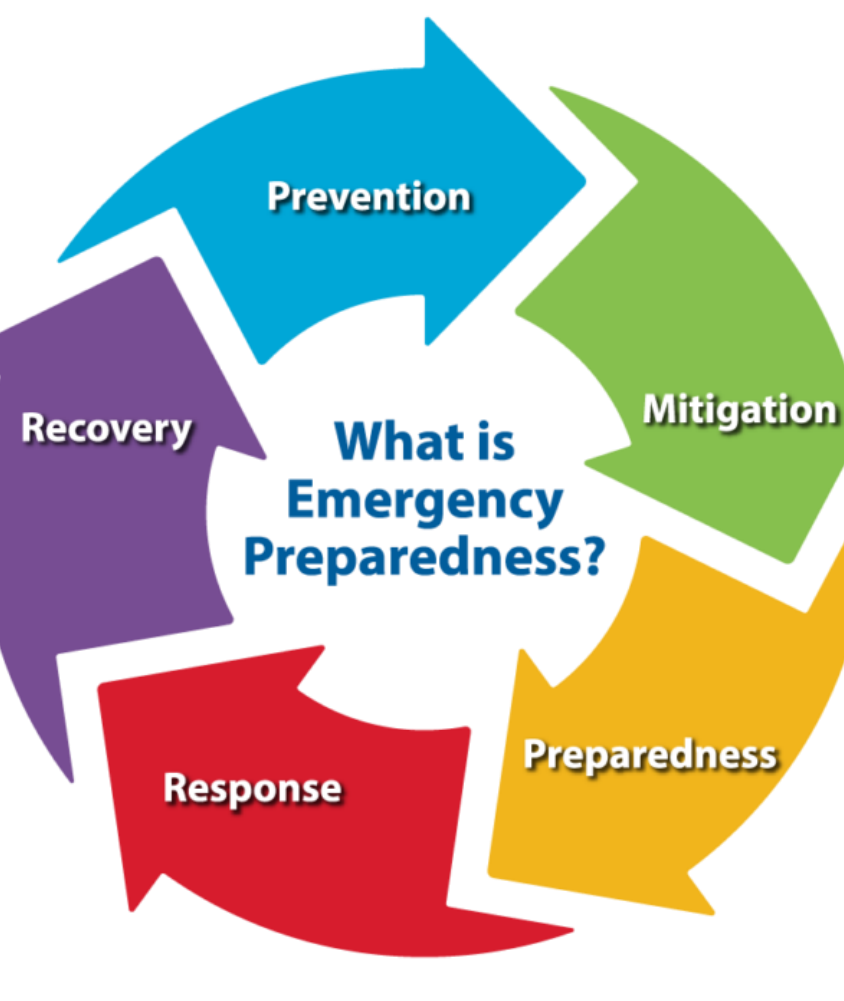 Prevention
Mitigation
Recovery
What is
Emergency
Preparedness?
Preparedness
Response